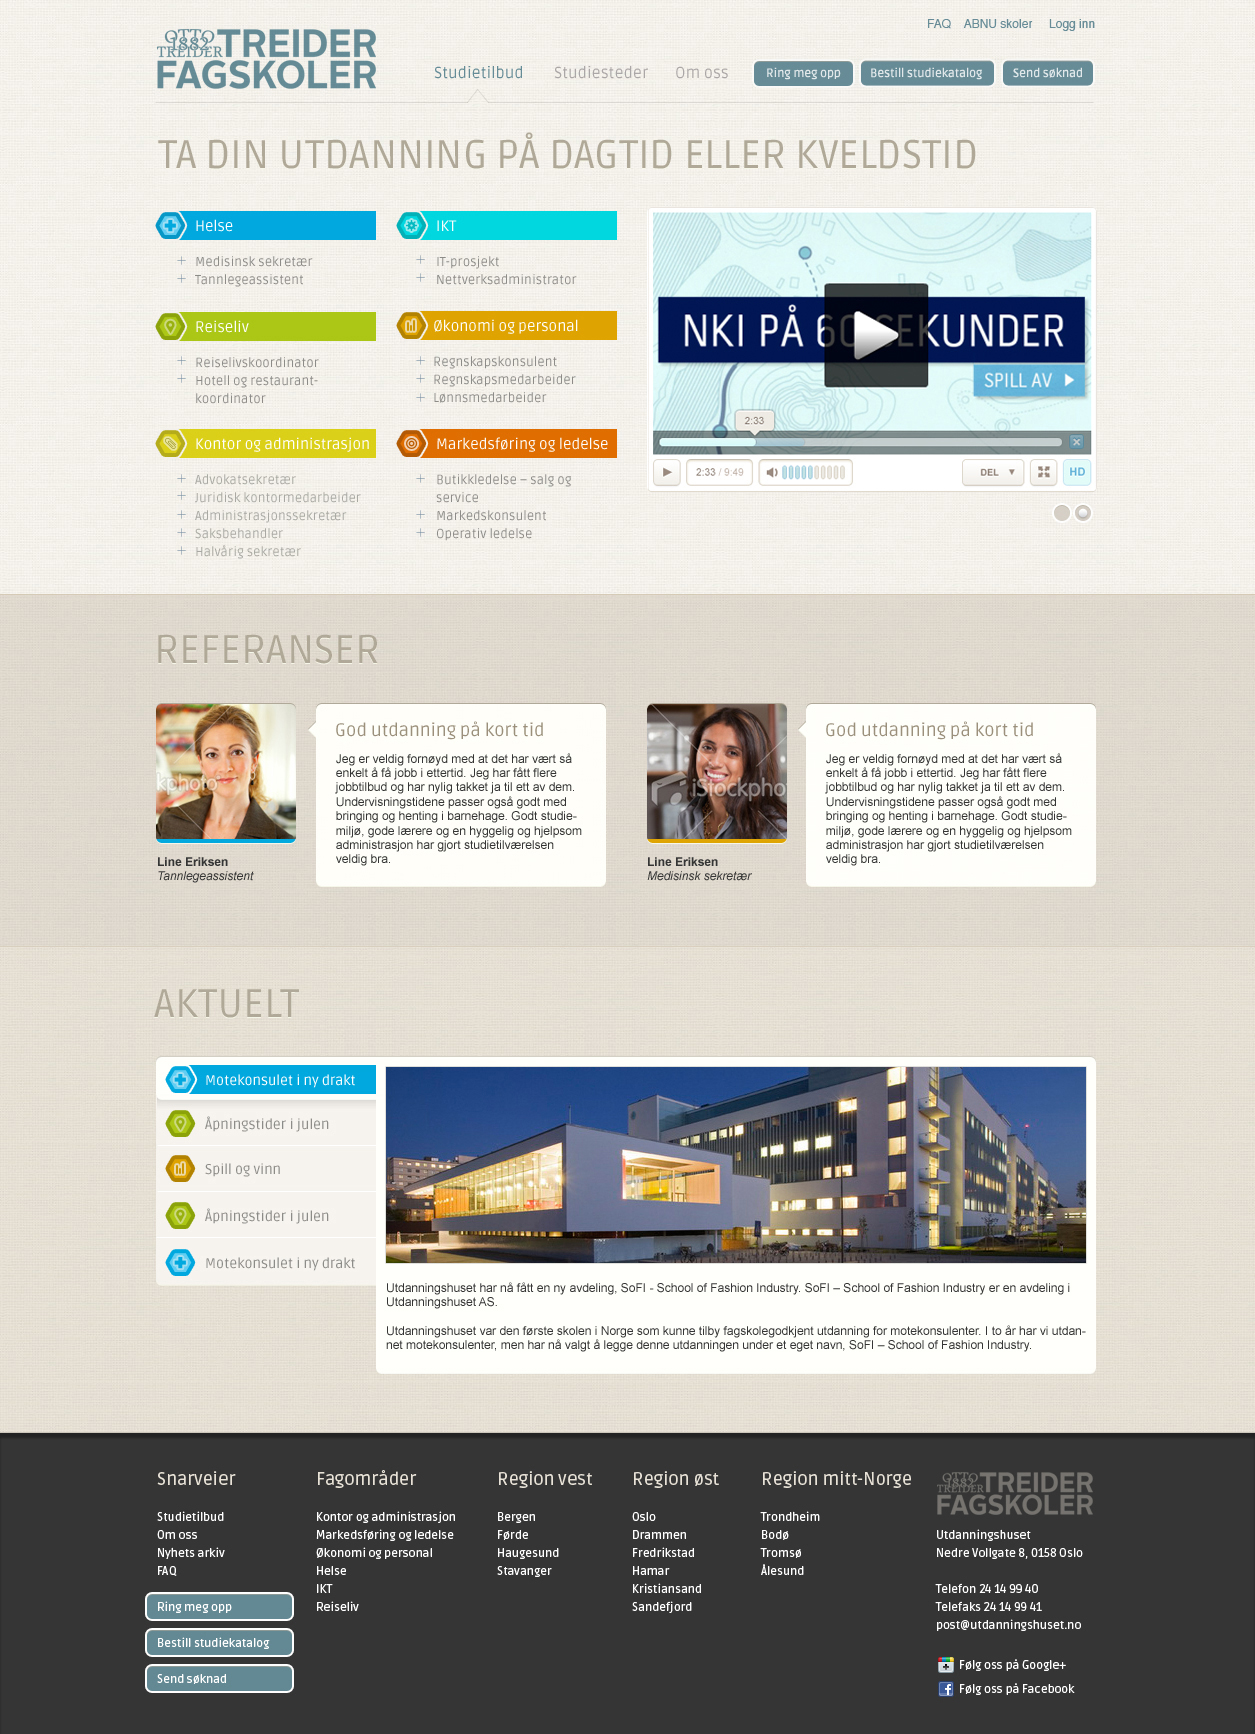 FAQ ABNU skoler Logg inn
OTTO
1882
TREIDER
TREIDER
FAGSKOLER
Studietilbud Studiesteder Om oss Ring meg opp Bestill studiekatalog Send søknad
TA DIN UTDANNING PÅ DAGTID ELLER KVELDSTID
Helse
Medisinsk sekretær
Tannlegeassistent
IKT
IT-prosjekt
Nettverksadministrator
Reiseliv
Reiselivskoordinator
Hotell og restaurant-
koordinator
Økonomi og personal
Regnskapskonsulent
Regnskapsmedarbeider
Lønnsmedarbeider
Kontor og administrasjon
Advokatsekretær
Juridisk kontormedarbeider
Administrasjonssekretær
Saksbehandler
Halvårig sekretær
Markedsføring og ledelse
Butikkledelse – salg og
service
Markedskonsulent
Operativ ledelse
NKI PÅ 60 SEKUNDER
SPILL AV
2:33
2:33 / 9:49 DEL HD
REFERANSER
kphoto
Line Eriksen
Tannlegeassistent
God utdanning på kort tid
Jeg er veldig fornøyd med at det har vært så
enkelt å få jobb i ettertid. Jeg har fått flere
jobbtilbud og har nylig takket ja til ett av dem.
Undervisningstidene passer også godt med
bringing og henting i barnehage. Godt studie-
miljø, gode lærere og en hyggelig og hjelpsom
administrasjon har gjort studietilværelsen
veldig bra.
iStockpho
Line Eriksen
Medisinsk sekretær
God utdanning på kort tid
Jeg er veldig fornøyd med at det har vært så
enkelt å få jobb i ettertid. Jeg har fått flere
jobbtilbud og har nylig takket ja til ett av dem.
Undervisningstidene passer også godt med
bringing og henting i barnehage. Godt studie-
miljø, gode lærere og en hyggelig og hjelpsom
administrasjon har gjort studietilværelsen
veldig bra.
AKTUELT
Motekonsulet i ny drakt
Åpningstider i julen
Spill og vinn
Åpningstider i julen
Motekonsulet i ny drakt
Utdanningshuset har nå fått en ny avdeling, SoFI - School of Fashion Industry. SoFI – School of Fashion Industry er en avdeling i
Utdanningshuset AS.
Utdanningshuset var den første skolen i Norge som kunne tilby fagskolegodkjent utdanning for motekonsulenter. I to år har vi utdan-
net motekonsulenter, men har nå valgt å legge denne utdanningen under et eget navn, SoFI – School of Fashion Industry.
Snarveier
Studietilbud
Om oss
Nyhets arkiv
FAQ
Ring meg opp
Bestill studiekatalog
Send søknad
Fagområder
Kontor og administrasjon
Markedsføring og ledelse
Økonomi og personal
Helse
IKT
Reiseliv
Region vest
Bergen
Førde
Haugesund
Stavanger
Region øst
Oslo
Drammen
Fredrikstad
Hamar
Kristiansand
Sandefjord
Region mitt-Norge
Trondheim
Bodø
Tromsø
Ålesund
OTTO
1882
TREIDER
TREIDER
FAGSKOLER
Utdanningshuset
Nedre Vollgate 8, 0158 Oslo
Telefon 24 14 99 40
Telefaks 24 14 99 41
post@utdanningshuset.no
Følg oss på Google+
Følg oss på Facebook